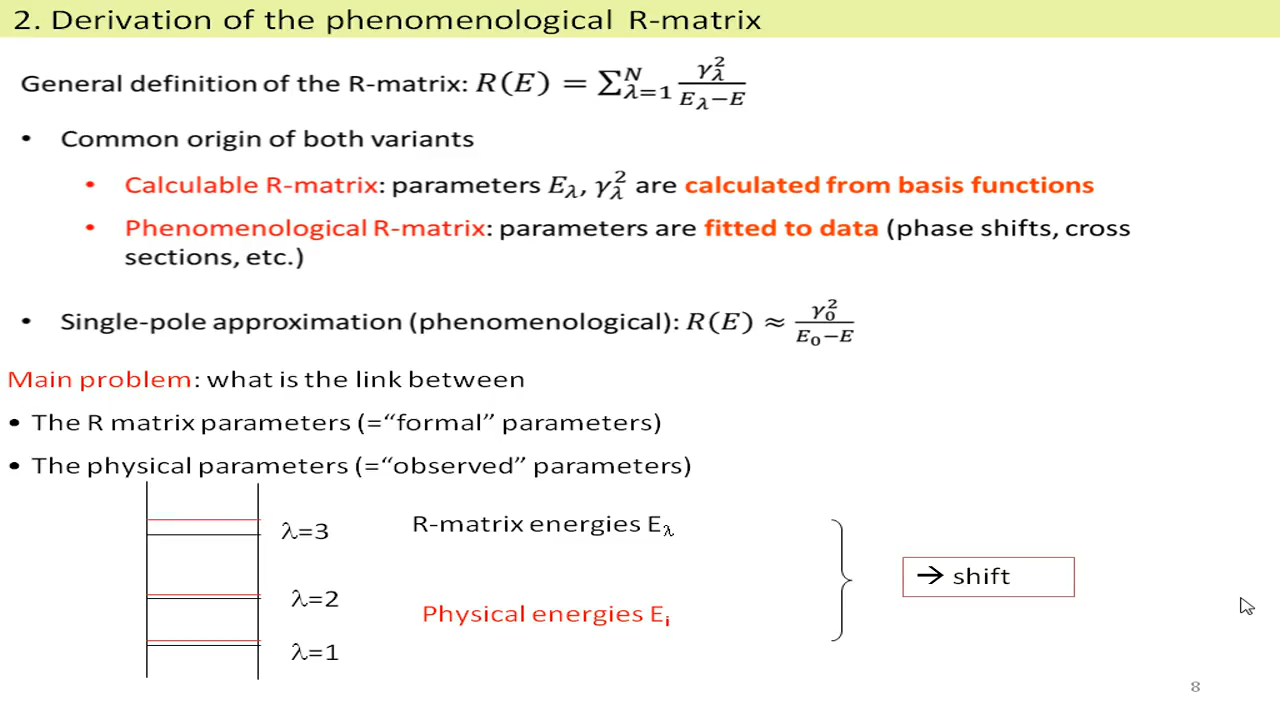 2. Derivation of the phenomenological R-matrix
General definition of the R-matrix: R(E) = ∑_{λ=1}^{N} γ_λ^2 / (E_λ−E)
• Common origin of both variants
• Calculable R-matrix: parameters E_λ, γ_λ^2 are calculated from basis functions
• Phenomenological R-matrix: parameters are fitted to data (phase shifts, cross
sections, etc.)
• Single-pole approximation (phenomenological): R(E) ≈ γ_0^2 / (E_0−E)
Main problem: what is the link between
• The R matrix parameters (=“formal” parameters)
• The physical parameters (=“observed” parameters)
λ=3
R-matrix energies E_λ
→ shift
λ=2
Physical energies E_i
λ=1
8